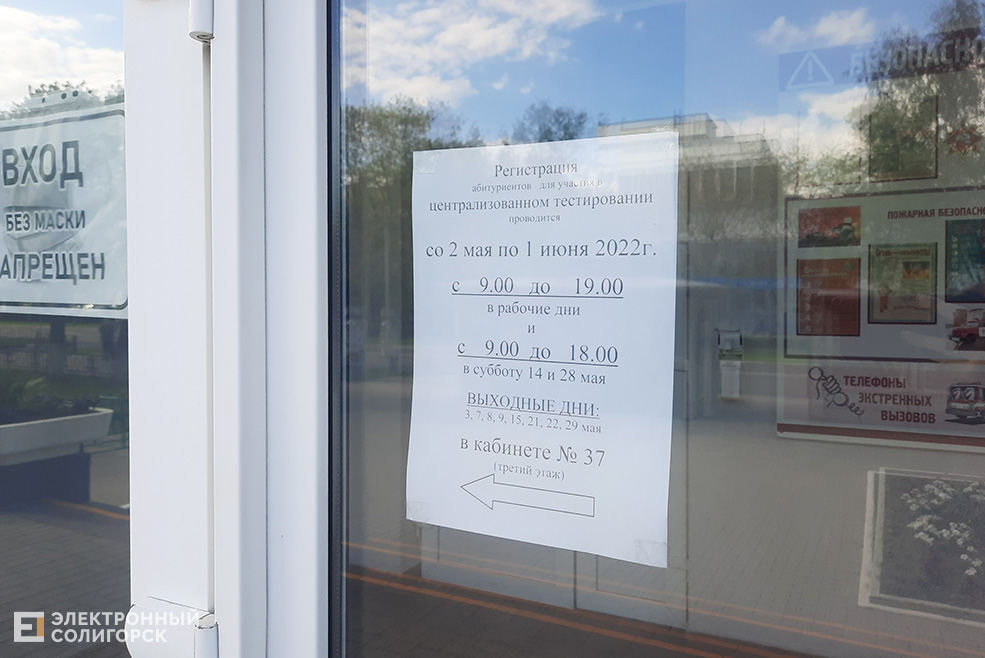 ВХОД
БЕЗ МАСКИ
АПРЕЩЕН
Регистрация
абитуриентов для участия в
централизованном тестировании
проводится
со 2 мая по 1 июня 2022г.
с 9.00 до 19.00
в рабочие дни
и
с 9.00 до 18.00
в субботу 14 и 28 мая
ВЫХОДНЫЕ ДНИ:
3, 7, 8, 9, 15, 21, 22, 29 мая
в кабинете № 37
(третий этаж)
БЕЗОПАСНО
ПОЖАРНАЯ БЕЗОПАСНО
ТЕЛЕФОНЫ
ЭКСТРЕННЫХ
ВЫЗОВОВ
ЭЛЕКТРОННЫЙ
СОЛИГОРСК